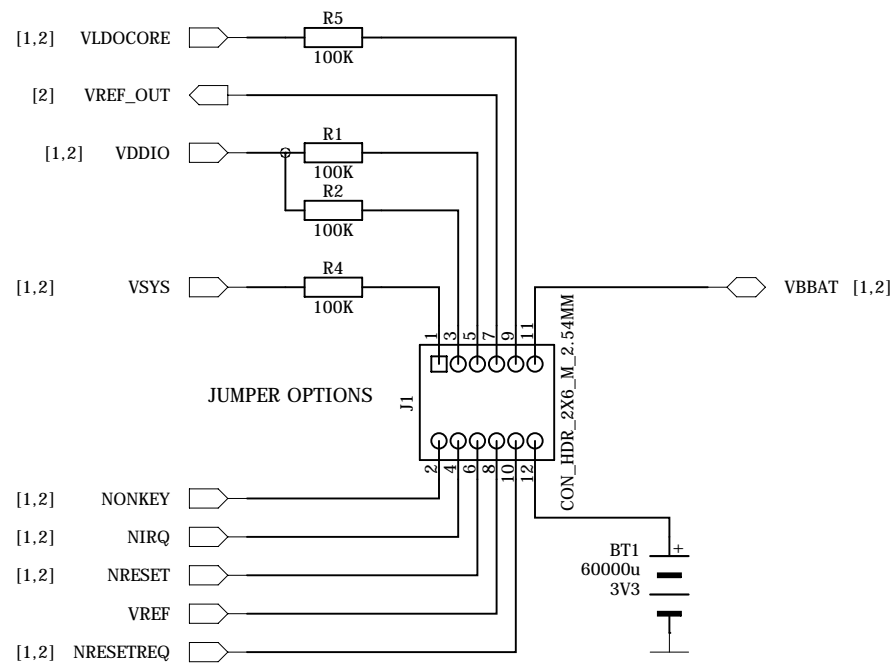 R5
[1,2] VLDOCORE
100K
[2] VREF_OUT
R1
[1,2] VDDIO
100K
R2
100K
R4
[1,2] VSYS
100K
VBBAT [1,2]
1 3 5 7 9 11
JUMPER OPTIONS
J1
CON_HDR_2X6_M_2.54MM
2 4 6 8 10 12
[1,2] NONKEY
[1,2] NIRQ
BT1 +
60000u
3V3
[1,2] NRESET
VREF
[1,2] NRESETREQ